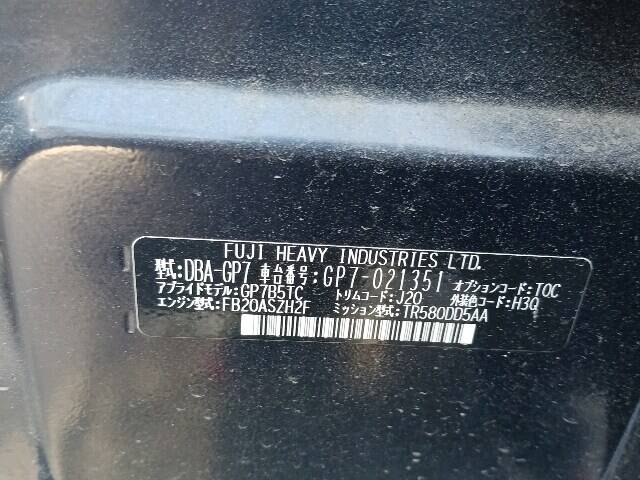 FUJI HEAVY INDUSTRIES LTD.
型式:DBA-GP7 車台番号:GP7-021351 オプションコード:TOC
アプライドモデル:GP7B5TC トリムコード:J20 外装色コード:H3Q
エンジン型式:FB20ASZH2F ミッション型式:TR580DD5AA